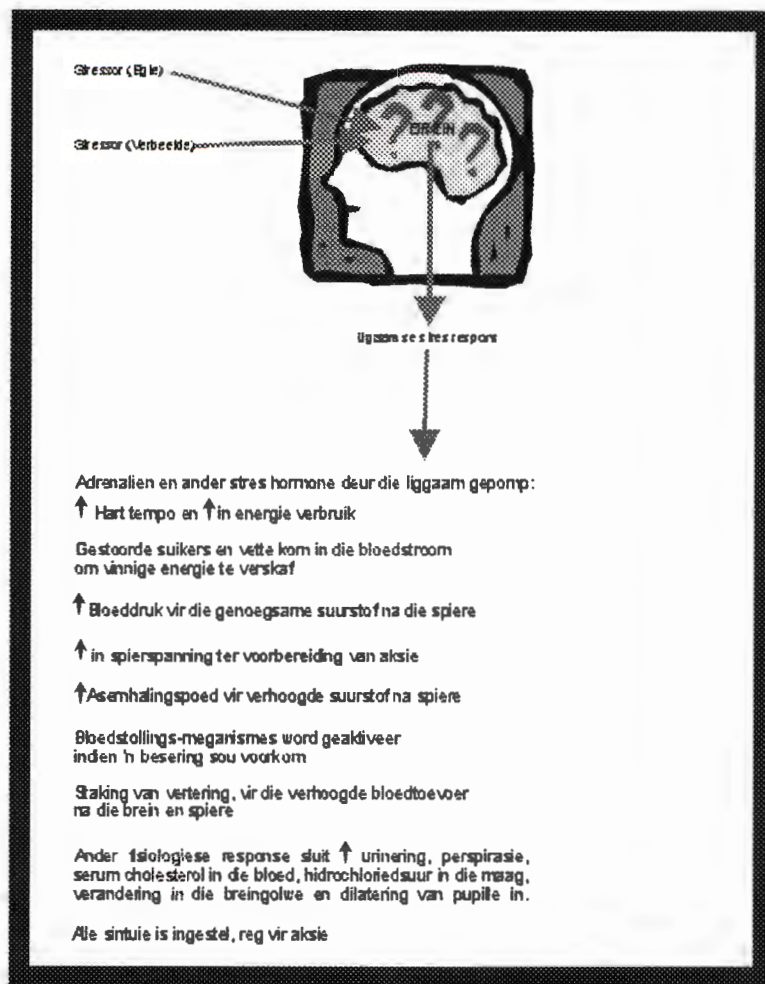 Stressor (Egte)
Stressor (Verbeelde)
BREIN
liggaam se stres respons
Adrenalien en ander stres hormone deur die liggaam gepomp:
↑ Hart tempo en ↑ in energie verbruik
Gestoorde suikers en vette kom in die bloedstroom
om vinnige energie te verskaf
↑ Bloeddruk vir die genoegsame suurstof na die spiere
↑ in spierspanning ter voorbereiding van aksie
↑ Asemhalingspoed vir verhoogde suurstof na spiere
Bloedstollings-meganismes word geaktiveer
indien 'n besering sou voorkom
Staking van vertering, vir die verhoogde bloedtoevoer
na die brein en spiere
Ander fisiologiese response sluit ↑ urinering, perspirasie,
serum cholesterol in die bloed, hidrochloriedsuur in die maag,
verandering in die breingolwe en dilatering van pupille in.
Alle sintuie is ingestel, reg vir aksie